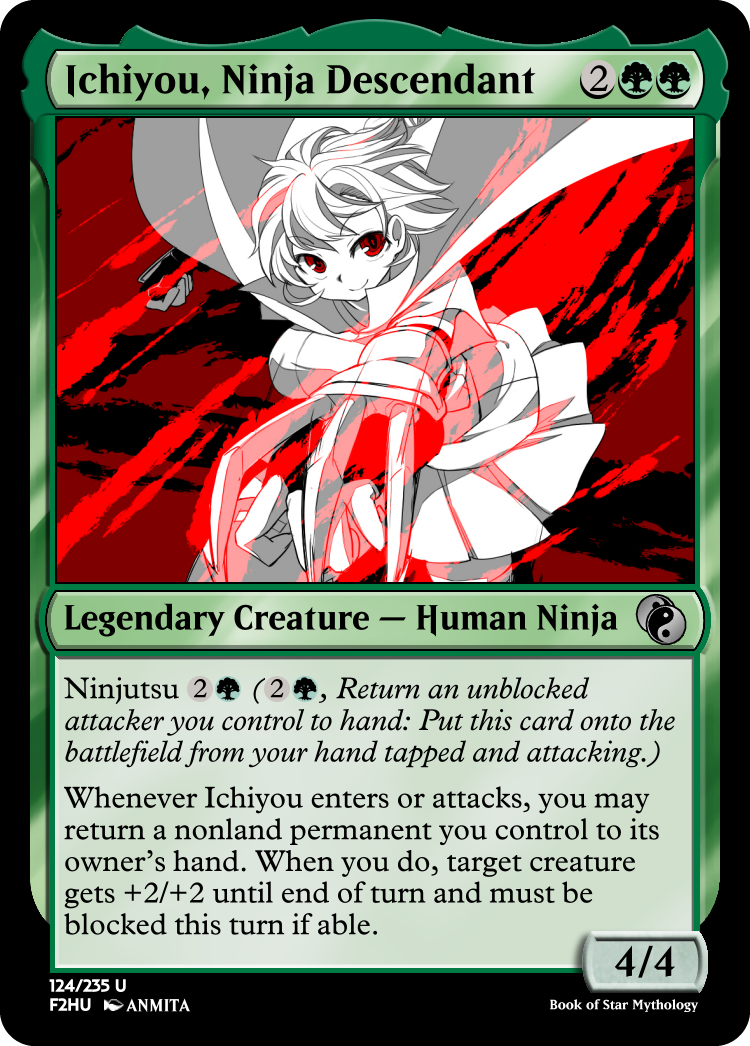 Ichiyou, Ninja Descendant 2
Legendary Creature — Human Ninja
Ninjutsu 2 (2, Return an unblocked
attacker you control to hand: Put this card onto the
battlefield from your hand tapped and attacking.)
Whenever Ichiyou enters or attacks, you may
return a nonland permanent you control to its
owner's hand. When you do, target creature
gets +2/+2 until end of turn and must be
blocked this turn if able.
4/4
124/235 U
F2HU ANMITA
Book of Star Mythology